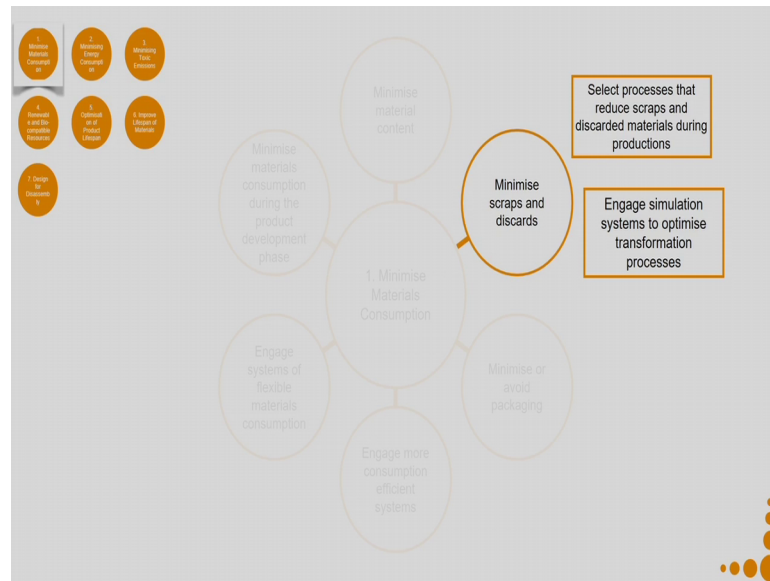 1.
Minimise
Materials
Consumpti
on
2.
Minimising
Energy
Consumpti
on
3.
Minimising
Toxic
Emissions
4.
Renewabl
e and Bio-
compatible
Resources
5.
Optimisati
on of
Product
Lifespan
6. Improve
Lifespan of
Materials
7. Design
for
Disassemb
ly
Minimise
material
content
Minimise
materials
consumption
during the
product
development
phase
Minimise
scraps and
discards
Select processes that
reduce scraps and
discarded materials during
productions
Engage simulation
systems to optimise
transformation
processes
1. Minimise
Materials
Consumption
Engage
systems of
flexible
materials
consumption
Minimise or
avoid
packaging
Engage more
consumption
efficient
systems